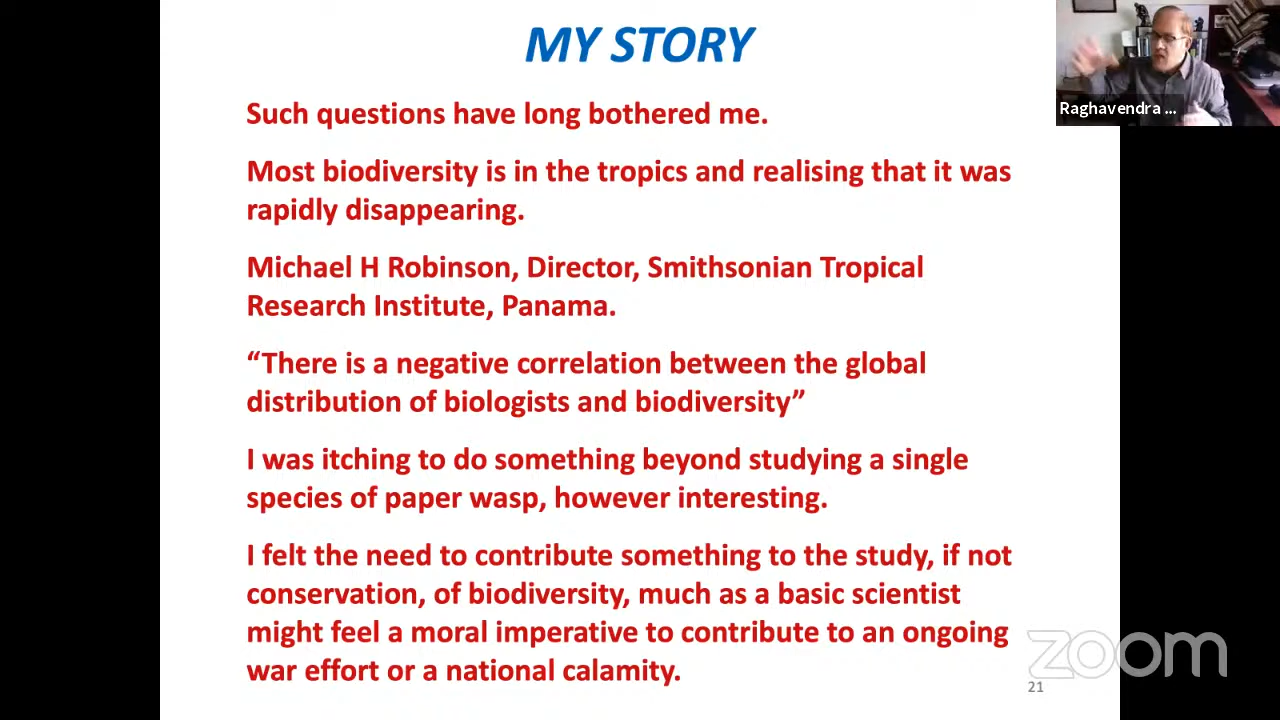 MY STORY
Raghavendra ...
Such questions have long bothered me.
Most biodiversity is in the tropics and realising that it was
rapidly disappearing.
Michael H Robinson, Director, Smithsonian Tropical
Research Institute, Panama.
“There is a negative correlation between the global
distribution of biologists and biodiversity”
I was itching to do something beyond studying a single
species of paper wasp, however interesting.
I felt the need to contribute something to the study, if not
conservation, of biodiversity, much as a basic scientist
might feel a moral imperative to contribute to an ongoing
war effort or a national calamity.
zoom
21